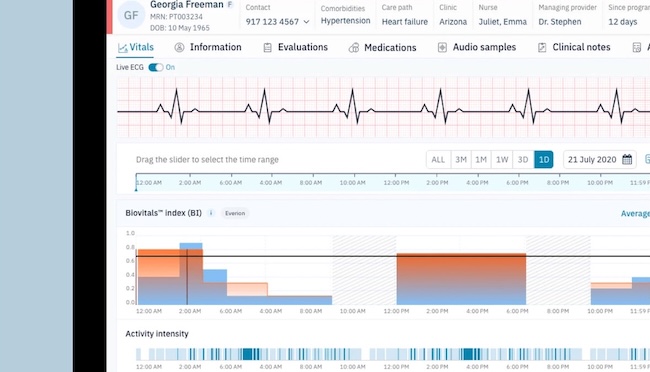 Georgia Freeman F
GF
MRN: PT003234
DOB: 10 May 1965
Contact
917 123 4567
Comorbidities
Hypertension
Care path
Heart failure
Clinic
Arizona
Nurse
Juliet, Emma
Managing provider
Dr. Stephen
Since program
12 days
Vitals Information Evaluations Medications Audio samples Clinical notes A
Live ECG On
Drag the slider to select the time range
ALL 3M 1M 1W 3D 1D 21 July 2020
12:00 AM 2:00 AM 4:00 AM 6:00 AM 8:00 AM 10:00 AM 12:00 PM 2:00 PM 4:00 PM 6:00 PM 8:00 PM 10:00 PM 11:59 P
Biovitals™ index (BI) i Everion Average
1.0
0.8
0.6
0.4
0.2
0.0
12:00 AM 2:00 AM 6:00 AM 4:00 AM 8:00 AM 10:00 AM 12:00 PM 2:00 PM 4:00 PM 6:00 PM 8:00 PM 10:00 PM 11:59 P
Activity intensity
12:00 AM 2:00 AM 6:00 AM 4:00 AM 8:00 AM 10:00 AM 12:00 PM 2:00 PM 4:00 PM 6:00 PM 8:00 PM 10:00 PM 11:59 P